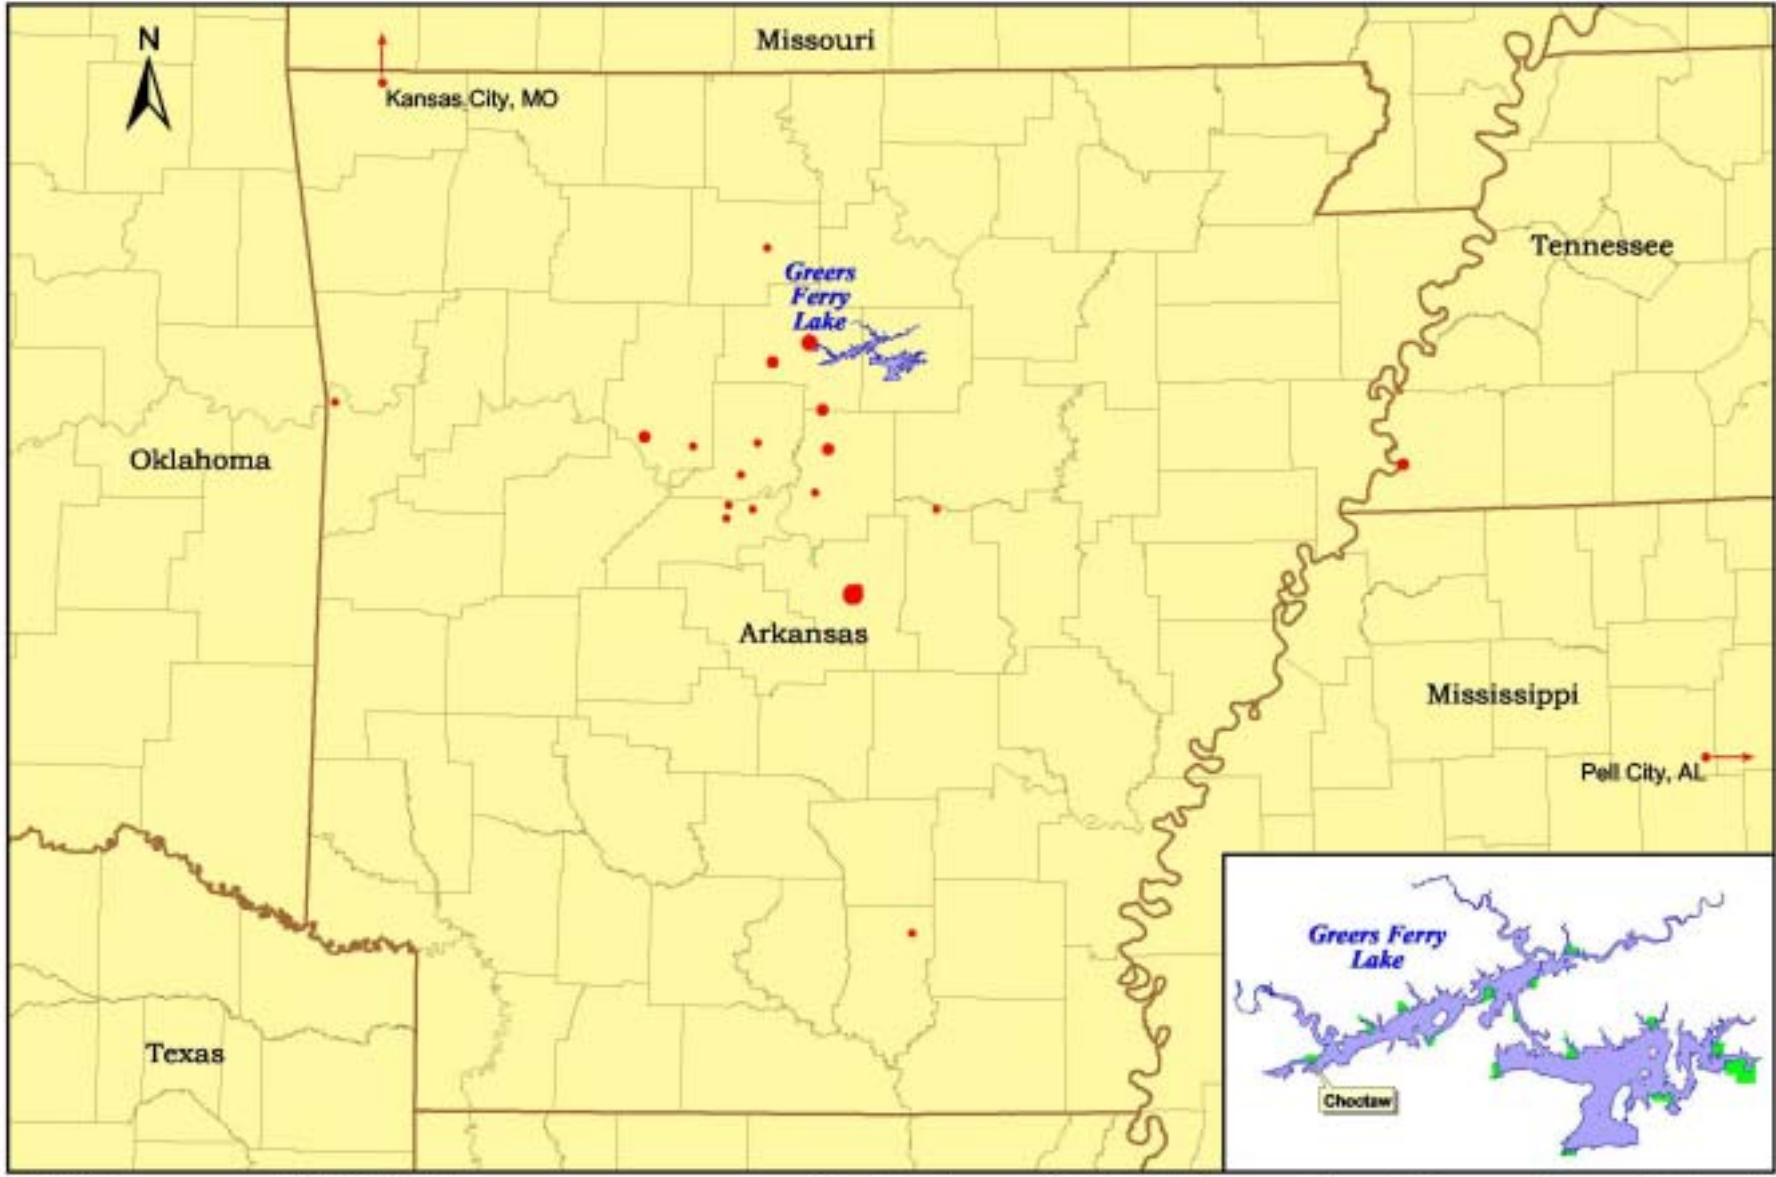 N
Missouri
Kansas City, MO
Tennessee
Greers
Ferry
Lake
Oklahoma
Arkansas
Mississippi
Pell City, AL
Texas
Greers Ferry
Lake
Choctaw